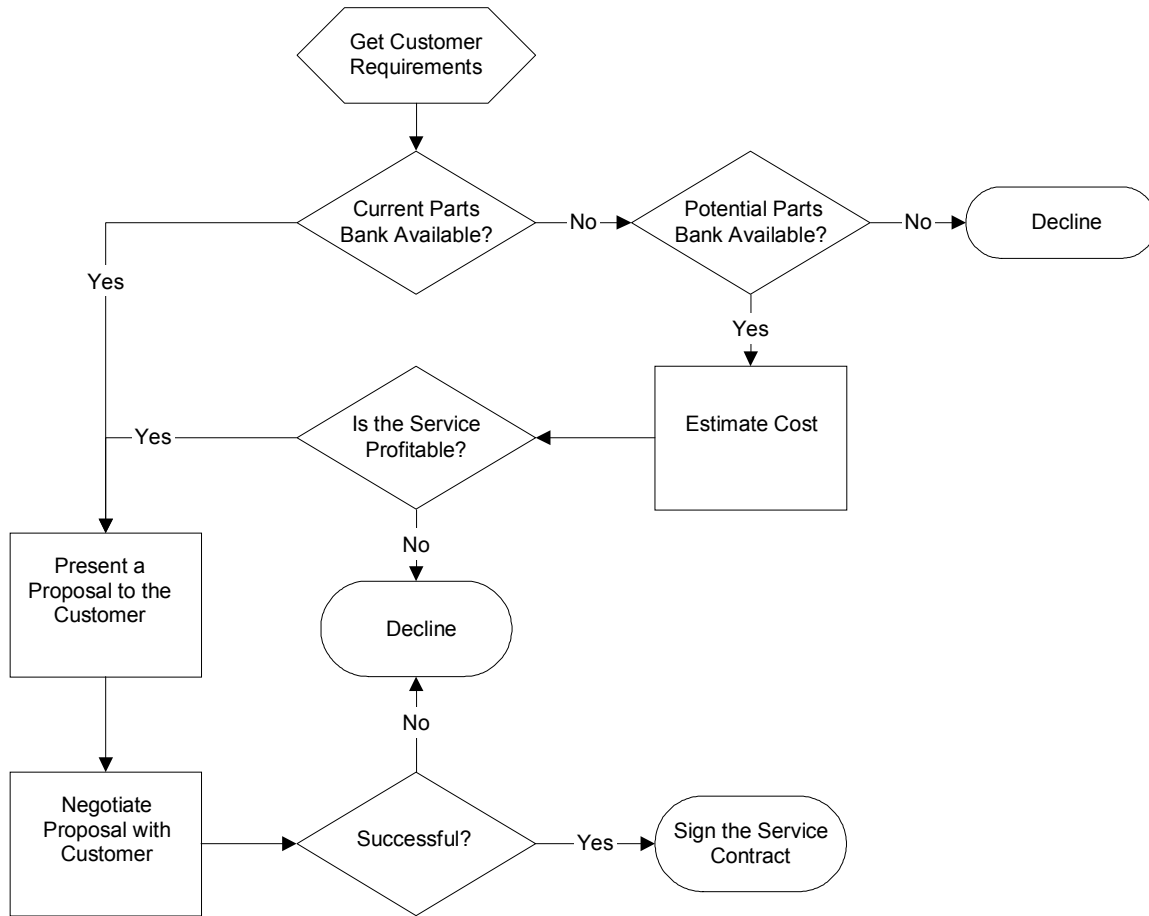 Get Customer
Requirements
Current Parts
Bank Available?
No
Potential Parts
Bank Available?
No
Decline
Yes
Yes
Is the Service
Profitable?
Yes
Estimate Cost
No
Present a
Proposal to the
Customer
Decline
No
Negotiate
Proposal with
Customer
Successful?
Yes
Sign the Service
Contract